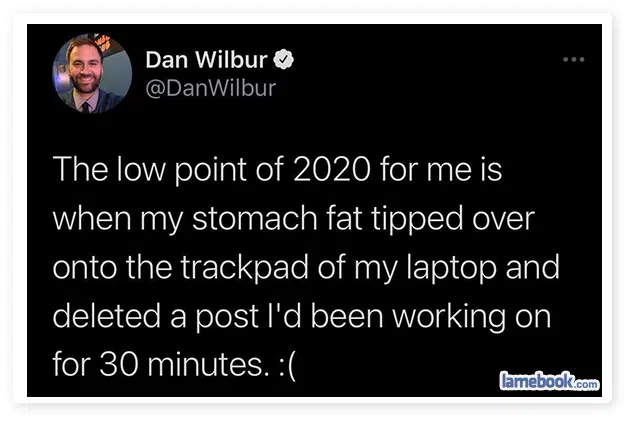 Dan Wilbur
@DanWilbur
The low point of 2020 for me is
when my stomach fat tipped over
onto the trackpad of my laptop and
deleted a post I'd been working on
for 30 minutes. :(
lamebook.com